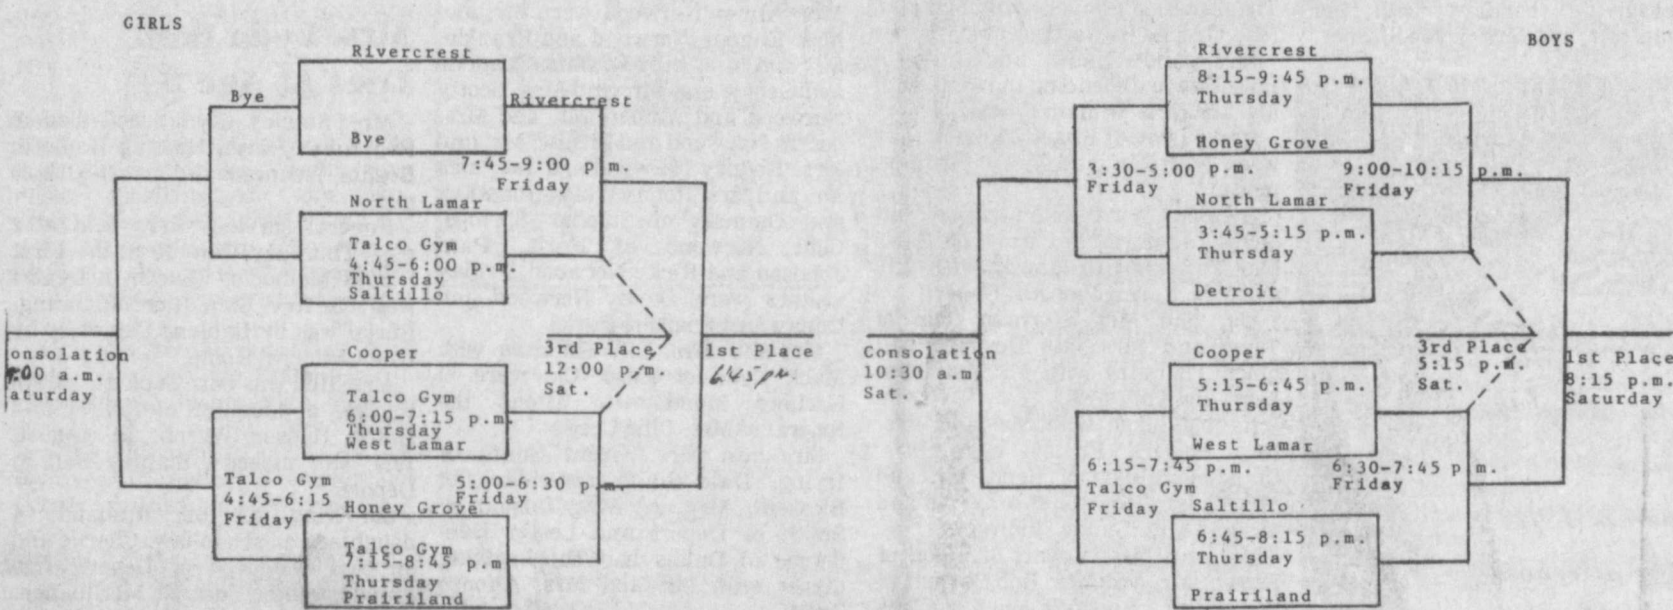 GIRLS
Rivercrest
Bye
Rivercrest
Bye
7:45-9:00 p.m.
Friday
North Lamar
Talco Gym
4:45-6:00 p.m.
Thursday
Saltillo
onsolation
:00 a.m.
aturday
3rd Place
12:00 p.m.
Sat.
1st Place
6:45 pm
Cooper
Talco Gym
6:00-7:15 p.m.
Thursday
West Lamar
Talco Gym
4:45-6:15
Friday
5:00-6:30 p.m.
Friday
Honey Grove
Talco Gym
7:15-8:45 p.m.
Thursday
Prairiland
BOYS
Rivercrest
8:15-9:45 p.m.
Thursday
Honey Grove
3:30-5:00 p.m.
Friday
9:00-10:15 p.m.
Friday
North Lamar
3:45-5:15 p.m.
Thursday
Detroit
Consolation
10:30 a.m.
Sat.
3rd Place
5:15 p.m.
Sat.
1st Place
8:15 p.m.
Saturday
Cooper
5:15-6:45 p.m.
Thursday
West Lamar
6:15-7:45 p.m.
Talco Gym
Friday
6:30-7:45 p.m.
Friday
Saltillo
6:45-8:15 p.m.
Thursday
Prairiland